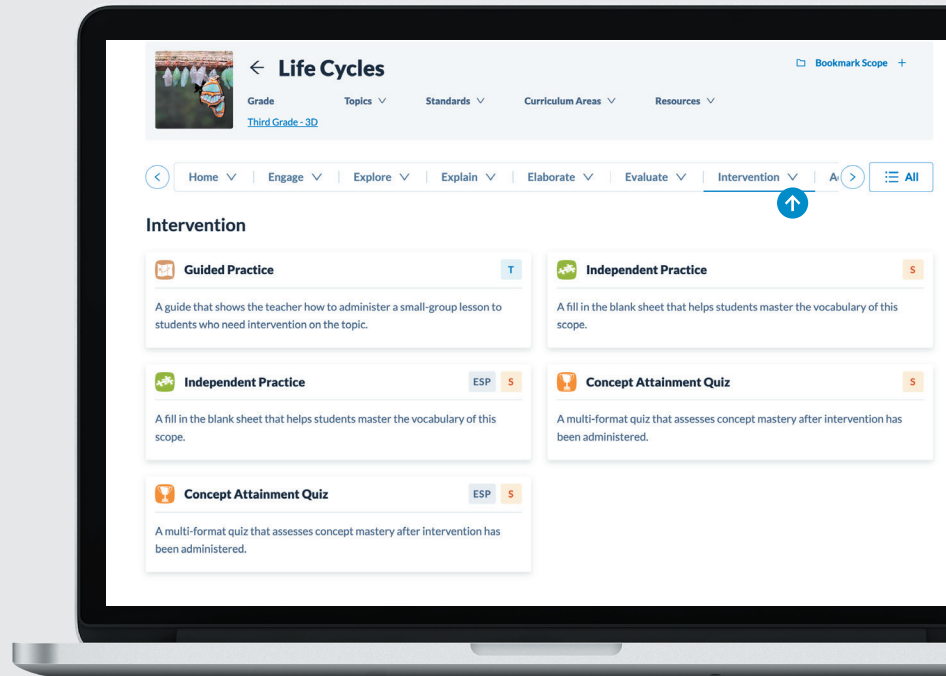 Life Cycles
Bookmark Scope +
Grade Topics Standards Curriculum Areas Resources
Third Grade - 3D
Home Engage Explore Explain Elaborate Evaluate Intervention All
Intervention
Guided Practice T
A guide that shows the teacher how to administer a small-group lesson to
students who need intervention on the topic.
Independent Practice S
A fill in the blank sheet that helps students master the vocabulary of this
scope.
Independent Practice ESP S
A fill in the blank sheet that helps students master the vocabulary of this
scope.
Concept Attainment Quiz S
A multi-format quiz that assesses concept mastery after intervention has
been administered.
Concept Attainment Quiz ESP S
A multi-format quiz that assesses concept mastery after intervention has
been administered.